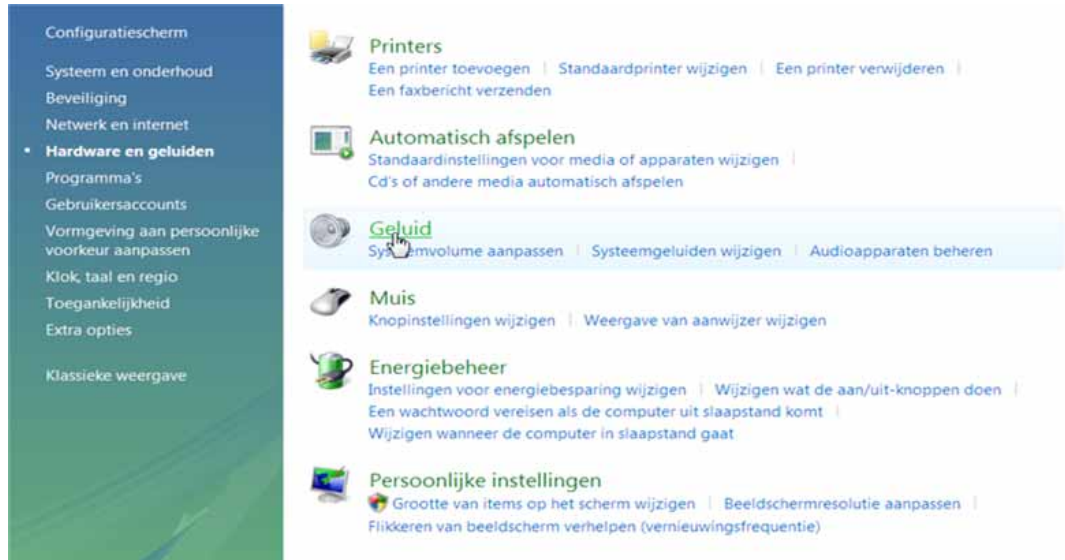 Configuratiescherm
Systeem en onderhoud
Beveiliging
Netwerk en internet
Hardware en geluiden
Programma's
Gebruikersaccounts
Vormgeving aan persoonlijke
voorkeur aanpassen
Klok, taal en regio
Toegankelijkheid
Extra opties
Klassieke weergave
Printers
Een printer toevoegen | Standaardprinter wijzigen | Een printer verwijderen |
Een faxbericht verzenden
Automatisch afspelen
Standaardinstellingen voor media of apparaten wijzigen |
Cd's of andere media automatisch afspelen
Geluid
Systeemvolume aanpassen | Systeemgeluiden wijzigen | Audioapparaten beheren
Muis
Knopinstellingen wijzigen | Weergave van aanwijzer wijzigen
Energiebeheer
Instellingen voor energiebesparing wijzigen | Wijzigen wat de aan/uit-knoppen doen |
Een wachtwoord vereisen als de computer uit slaapstand komt |
Wijzigen wanneer de computer in slaapstand gaat
Persoonlijke instellingen
Grootte van items op het scherm wijzigen | Beeldschermresolutie aanpassen |
Flikkeren van beeldscherm verhelpen (vernieuwingsfrequentie)